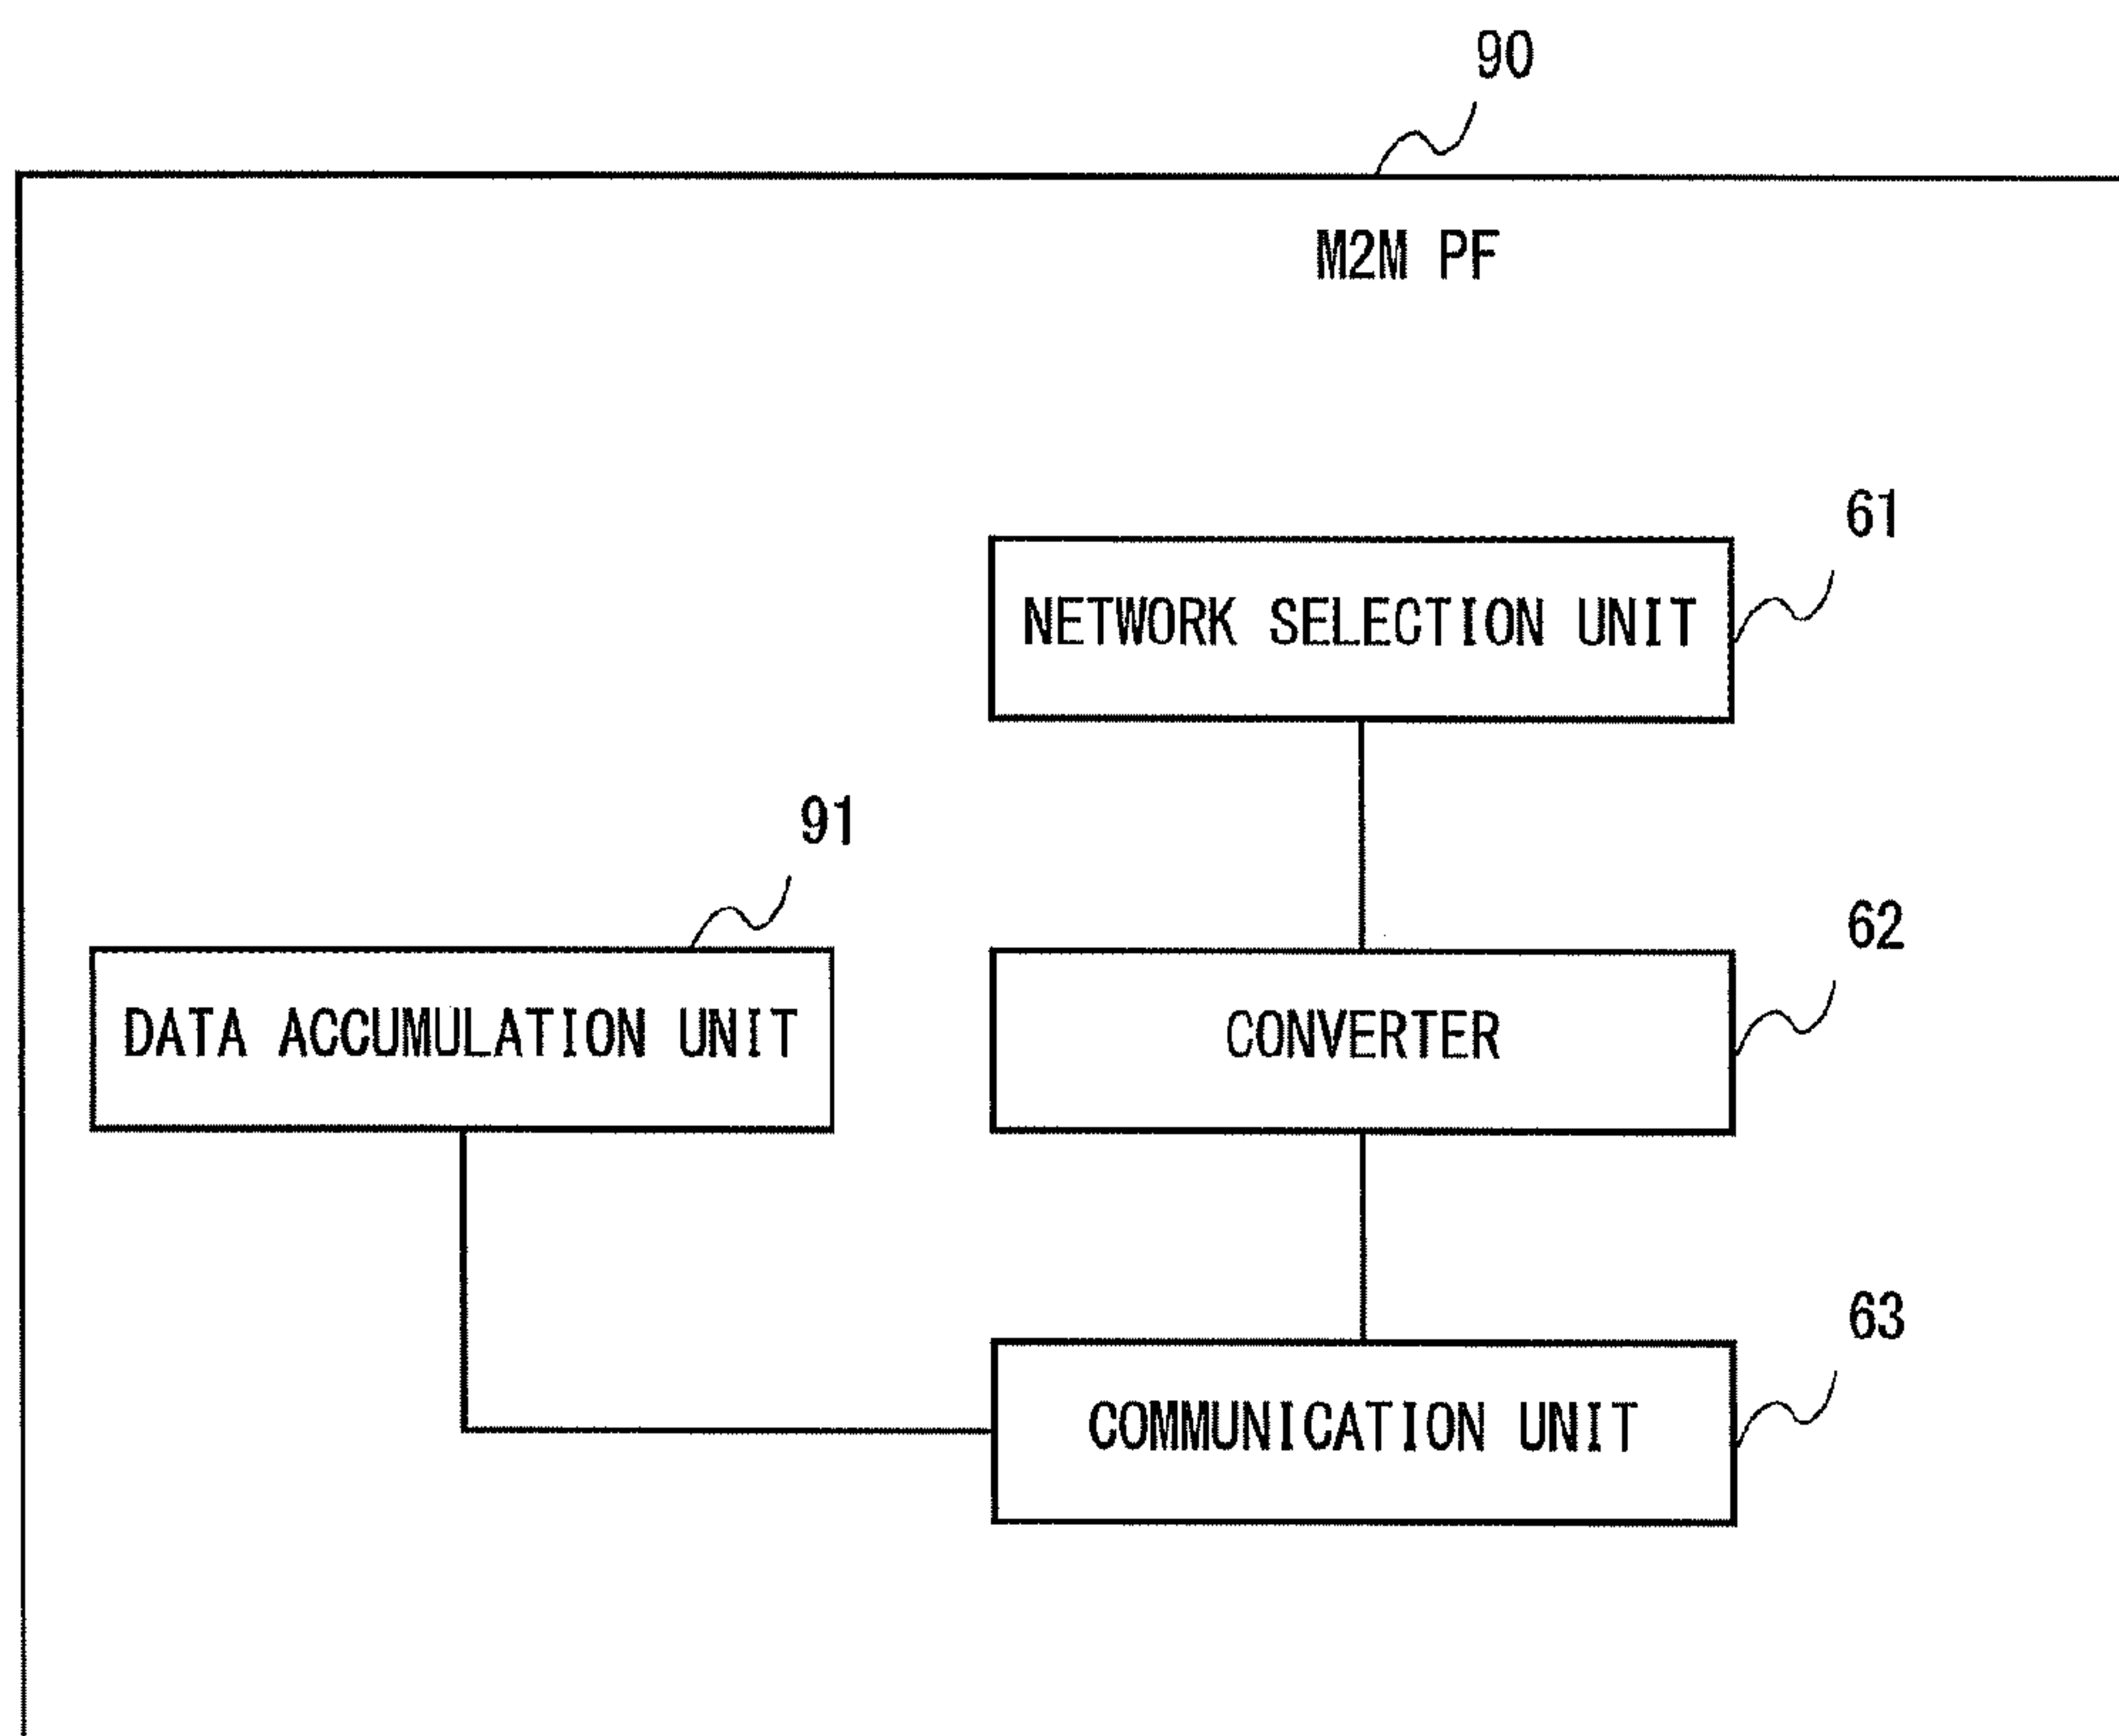 90
M2M PF
61
NETWORK SELECTION UNIT
91
62
DATA ACCUMULATION UNIT
CONVERTER
63
COMMUNICATION UNIT